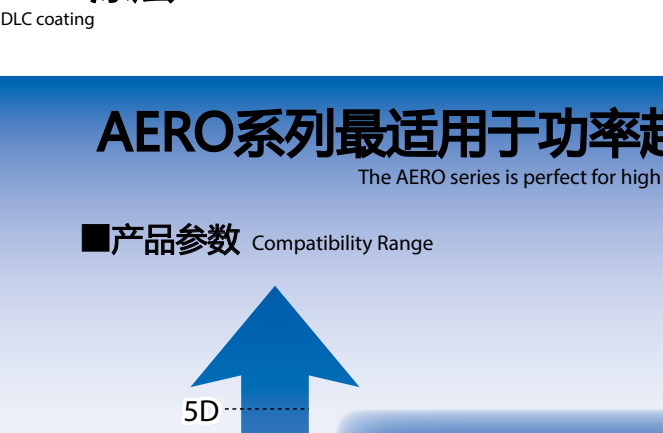 DLC coating
AERO系列最适用于功率超
The AERO series is perfect for high
■产品参数 Compatibility Range
5D